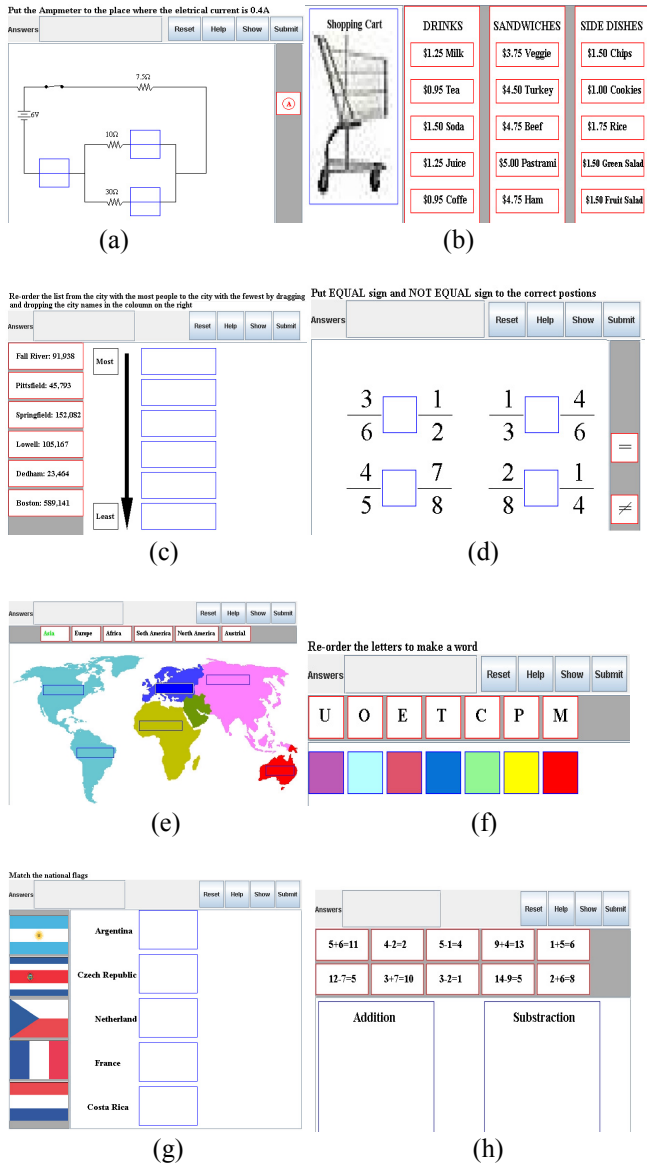 Put the Ampmeter to the place where the eletrical current is 0.4A
Answers Reset Help Show Submit
7.5Ω
A
6V
10Ω
30Ω
(a)
Shopping Cart DRINKS SANDWICHES SIDE DISHES
$1.25 Milk $3.75 Veggie $1.50 Chips
$0.95 Tea $4.50 Turkey $1.00 Cookies
$1.50 Soda $4.75 Beef $1.75 Rice
$1.25 Juice $5.00 Pastrami $1.50 Green Salad
$0.95 Coffe $4.75 Ham $1.50 Fruit Salad
(b)
Re-order the list from the city with the most people to the city with the fewest by dragging
and dropping the city names in the coloumn on the right
Answers Reset Help Show Submit
Fall River: 91,938 Most
Pittsfield: 45,793
Springfield: 152,082
Lowell: 105,167
Dedham: 23,464
Boston: 589,141 Least
(c)
Put EQUAL sign and NOT EQUAL sign to the correct postions
Answers Reset Help Show Submit
3 1 1 4
6 2 3 6
=
4 7 2 1
5 8 8 4
≠
(d)
Answers Reset Help Show Submit
Asia Europe Africa Soth America North America Austrial
(e)
Re-order the letters to make a word
Answers Reset Help Show Submit
U O E T C P M
(f)
Match the national flags
Answers Reset Help Show Submit
Argentina
Czech Republic
Netherland
France
Costa Rica
(g)
Answers Reset Help Show Submit
5+6=11 4-2=2 5-1=4 9+4=13 1+5=6
12-7=5 3+7=10 3-2=1 14-9=5 2+6=8
Addition Substraction
(h)